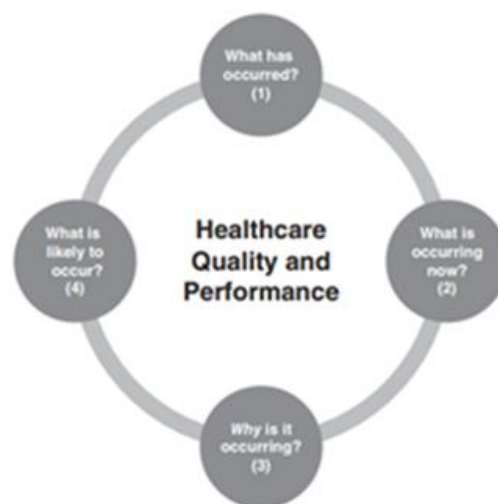 What has
occurred?
(1)
Healthcare
Quality and
Performance
What is
likely to
occur?
(4)
What is
occurring
now?
(2)
Why is it
occurring?
(3)